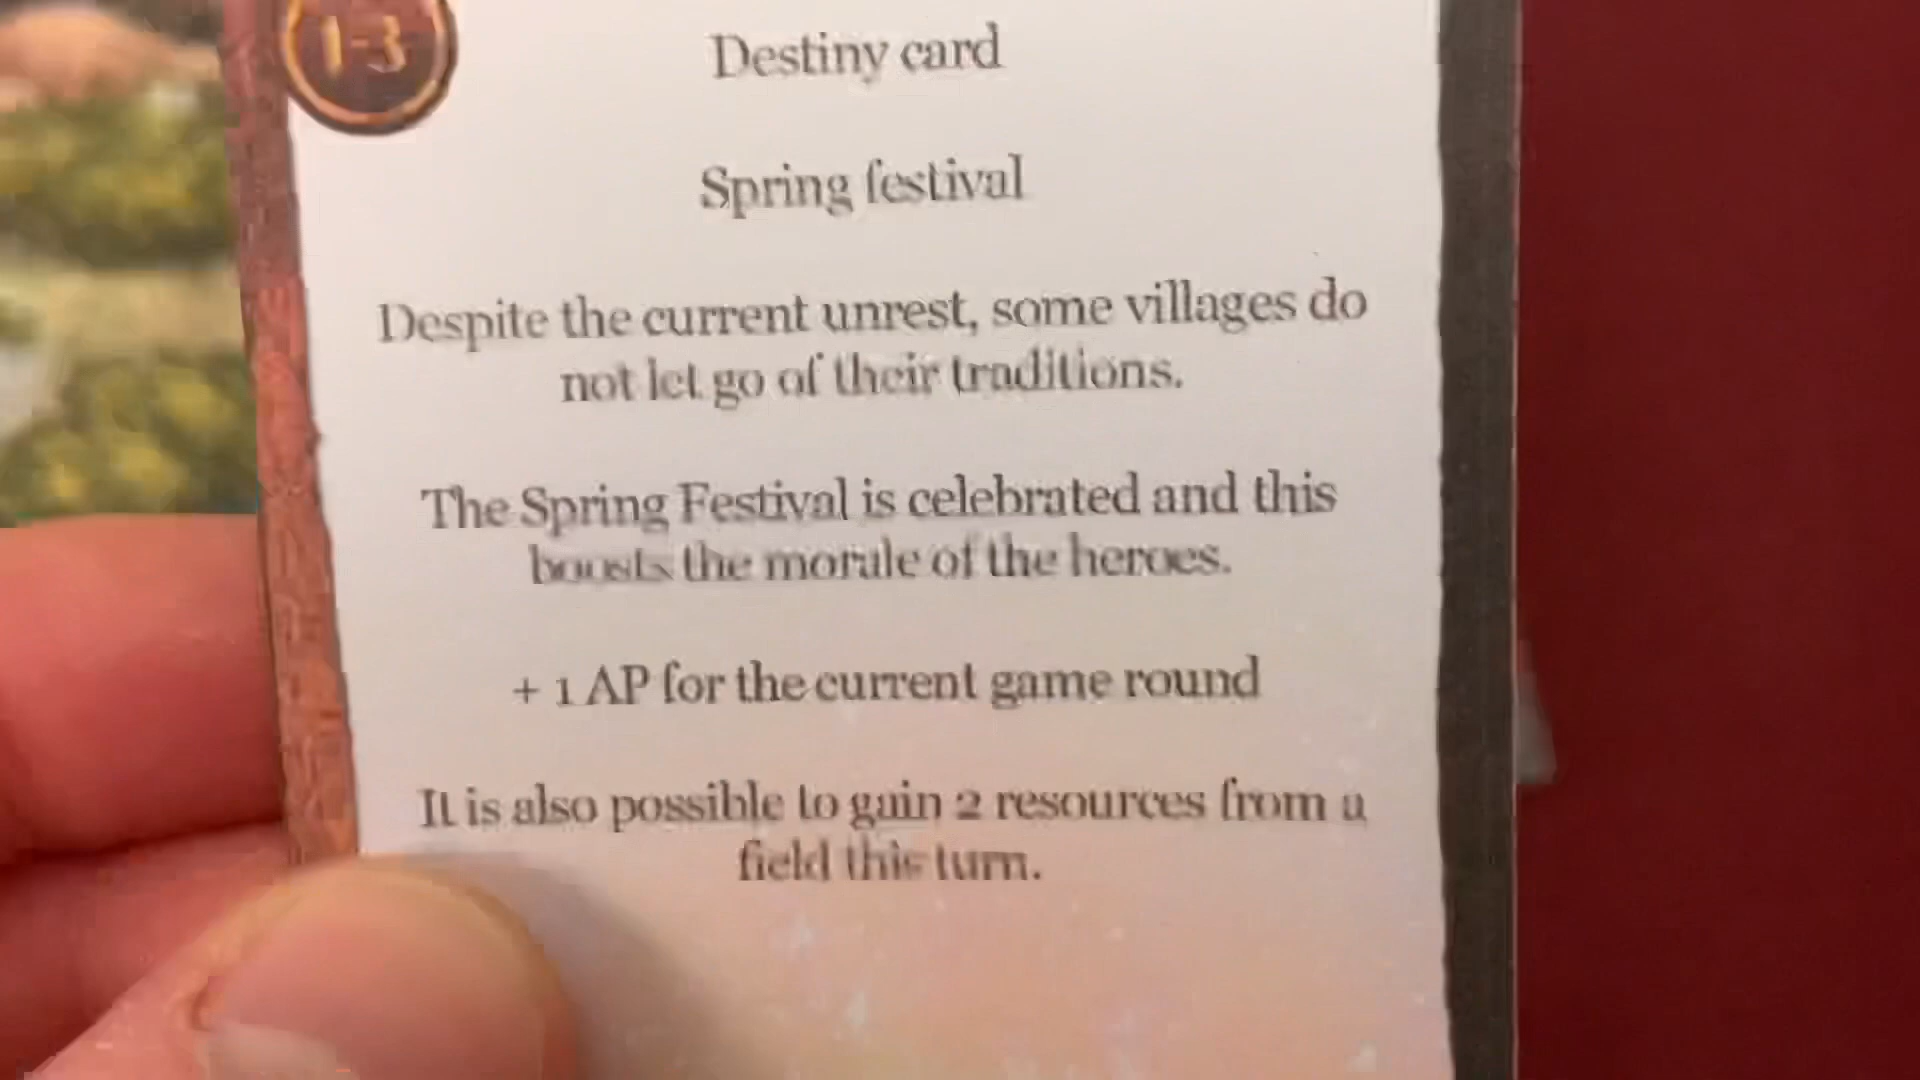 1-3
Destiny card
Spring festival
Despite the current unrest, some villages do
not let go of their traditions.
The Spring Festival is celebrated and this
boosts the morale of the heroes.
+ 1 AP for the current game round
It is also possible to gain 2 resources from a
field this turn.